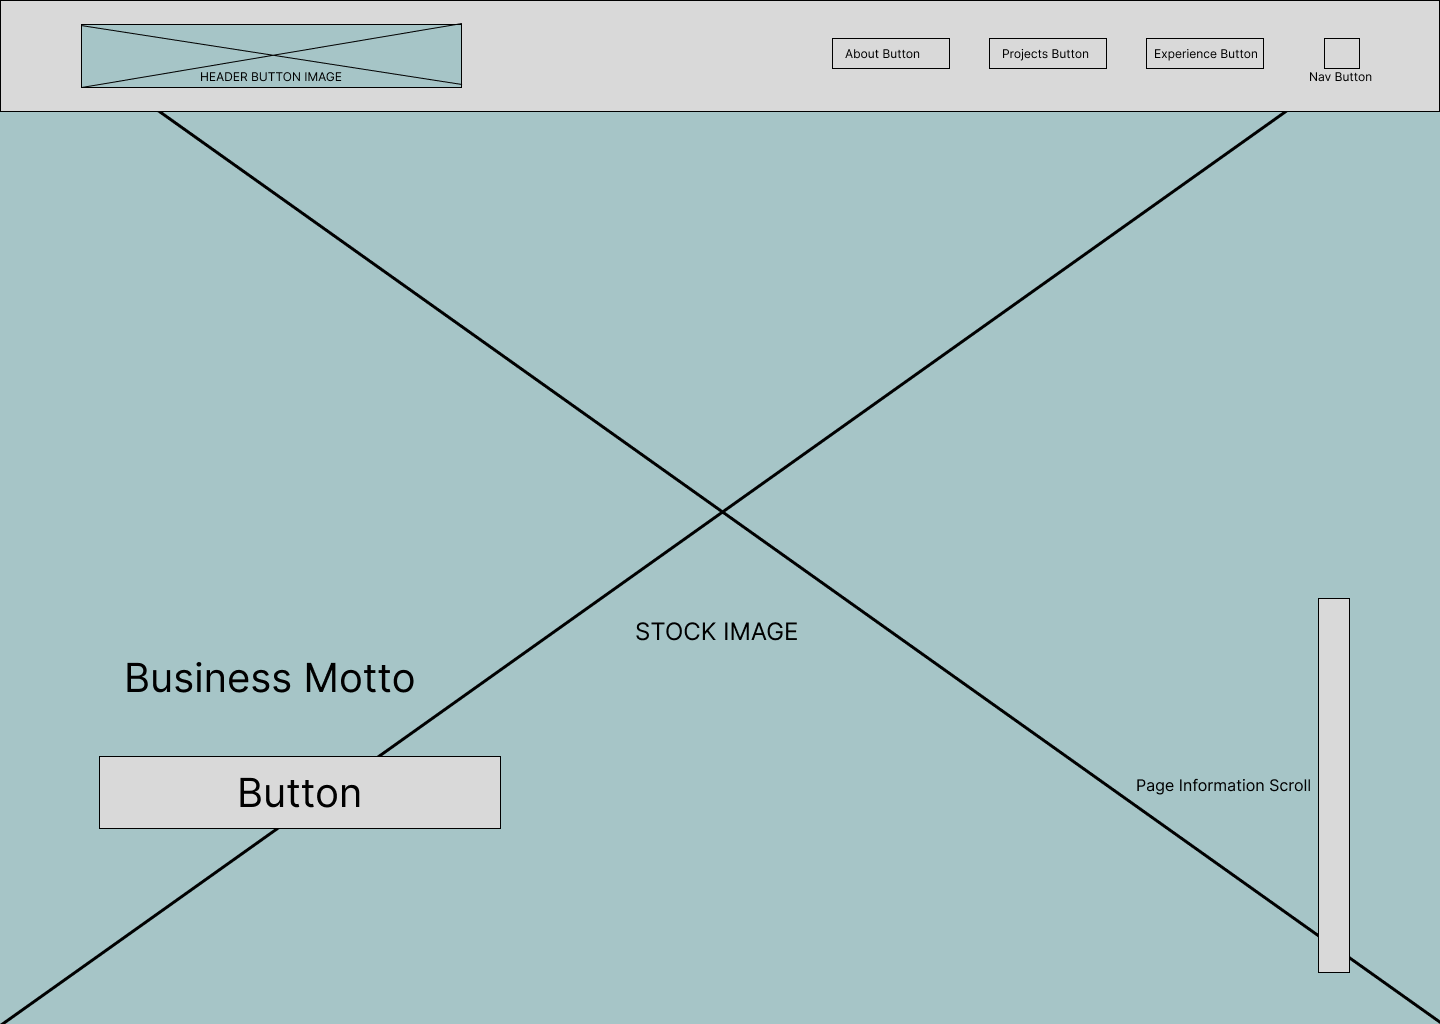 HEADER BUTTON IMAGE
About Button
Projects Button
Experience Button
Nav Button
STOCK IMAGE
Business Motto
Button
Page Information Scroll